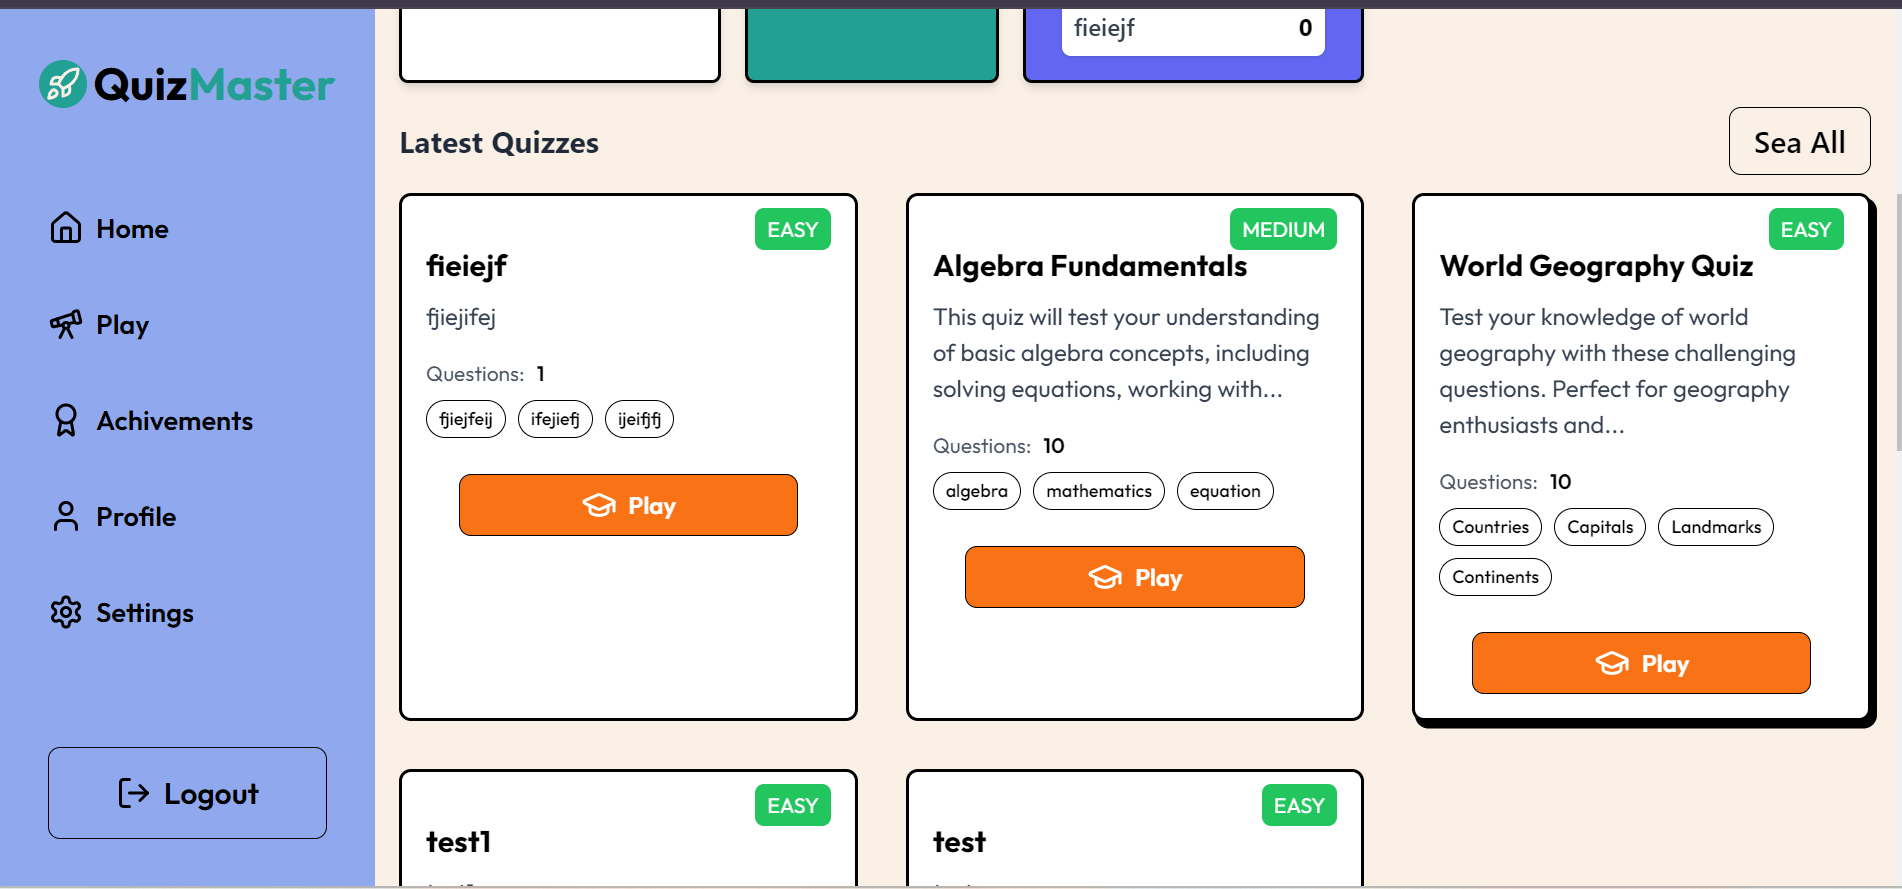 QuizMaster
Home
Play
Achivements
Profile
Settings
Logout
fieiejf 0
Latest Quizzes
Sea All
EASY
fieiejf
fjiejifej
Questions: 1
fjiejfeij ifejiefj ijeifjfj
Play
MEDIUM
Algebra Fundamentals
This quiz will test your understanding
of basic algebra concepts, including
solving equations, working with...
Questions: 10
algebra mathematics equation
Play
EASY
World Geography Quiz
Test your knowledge of world
geography with these challenging
questions. Perfect for geography
enthusiasts and...
Questions: 10
Countries Capitals Landmarks
Continents
Play
EASY
test1
EASY
test